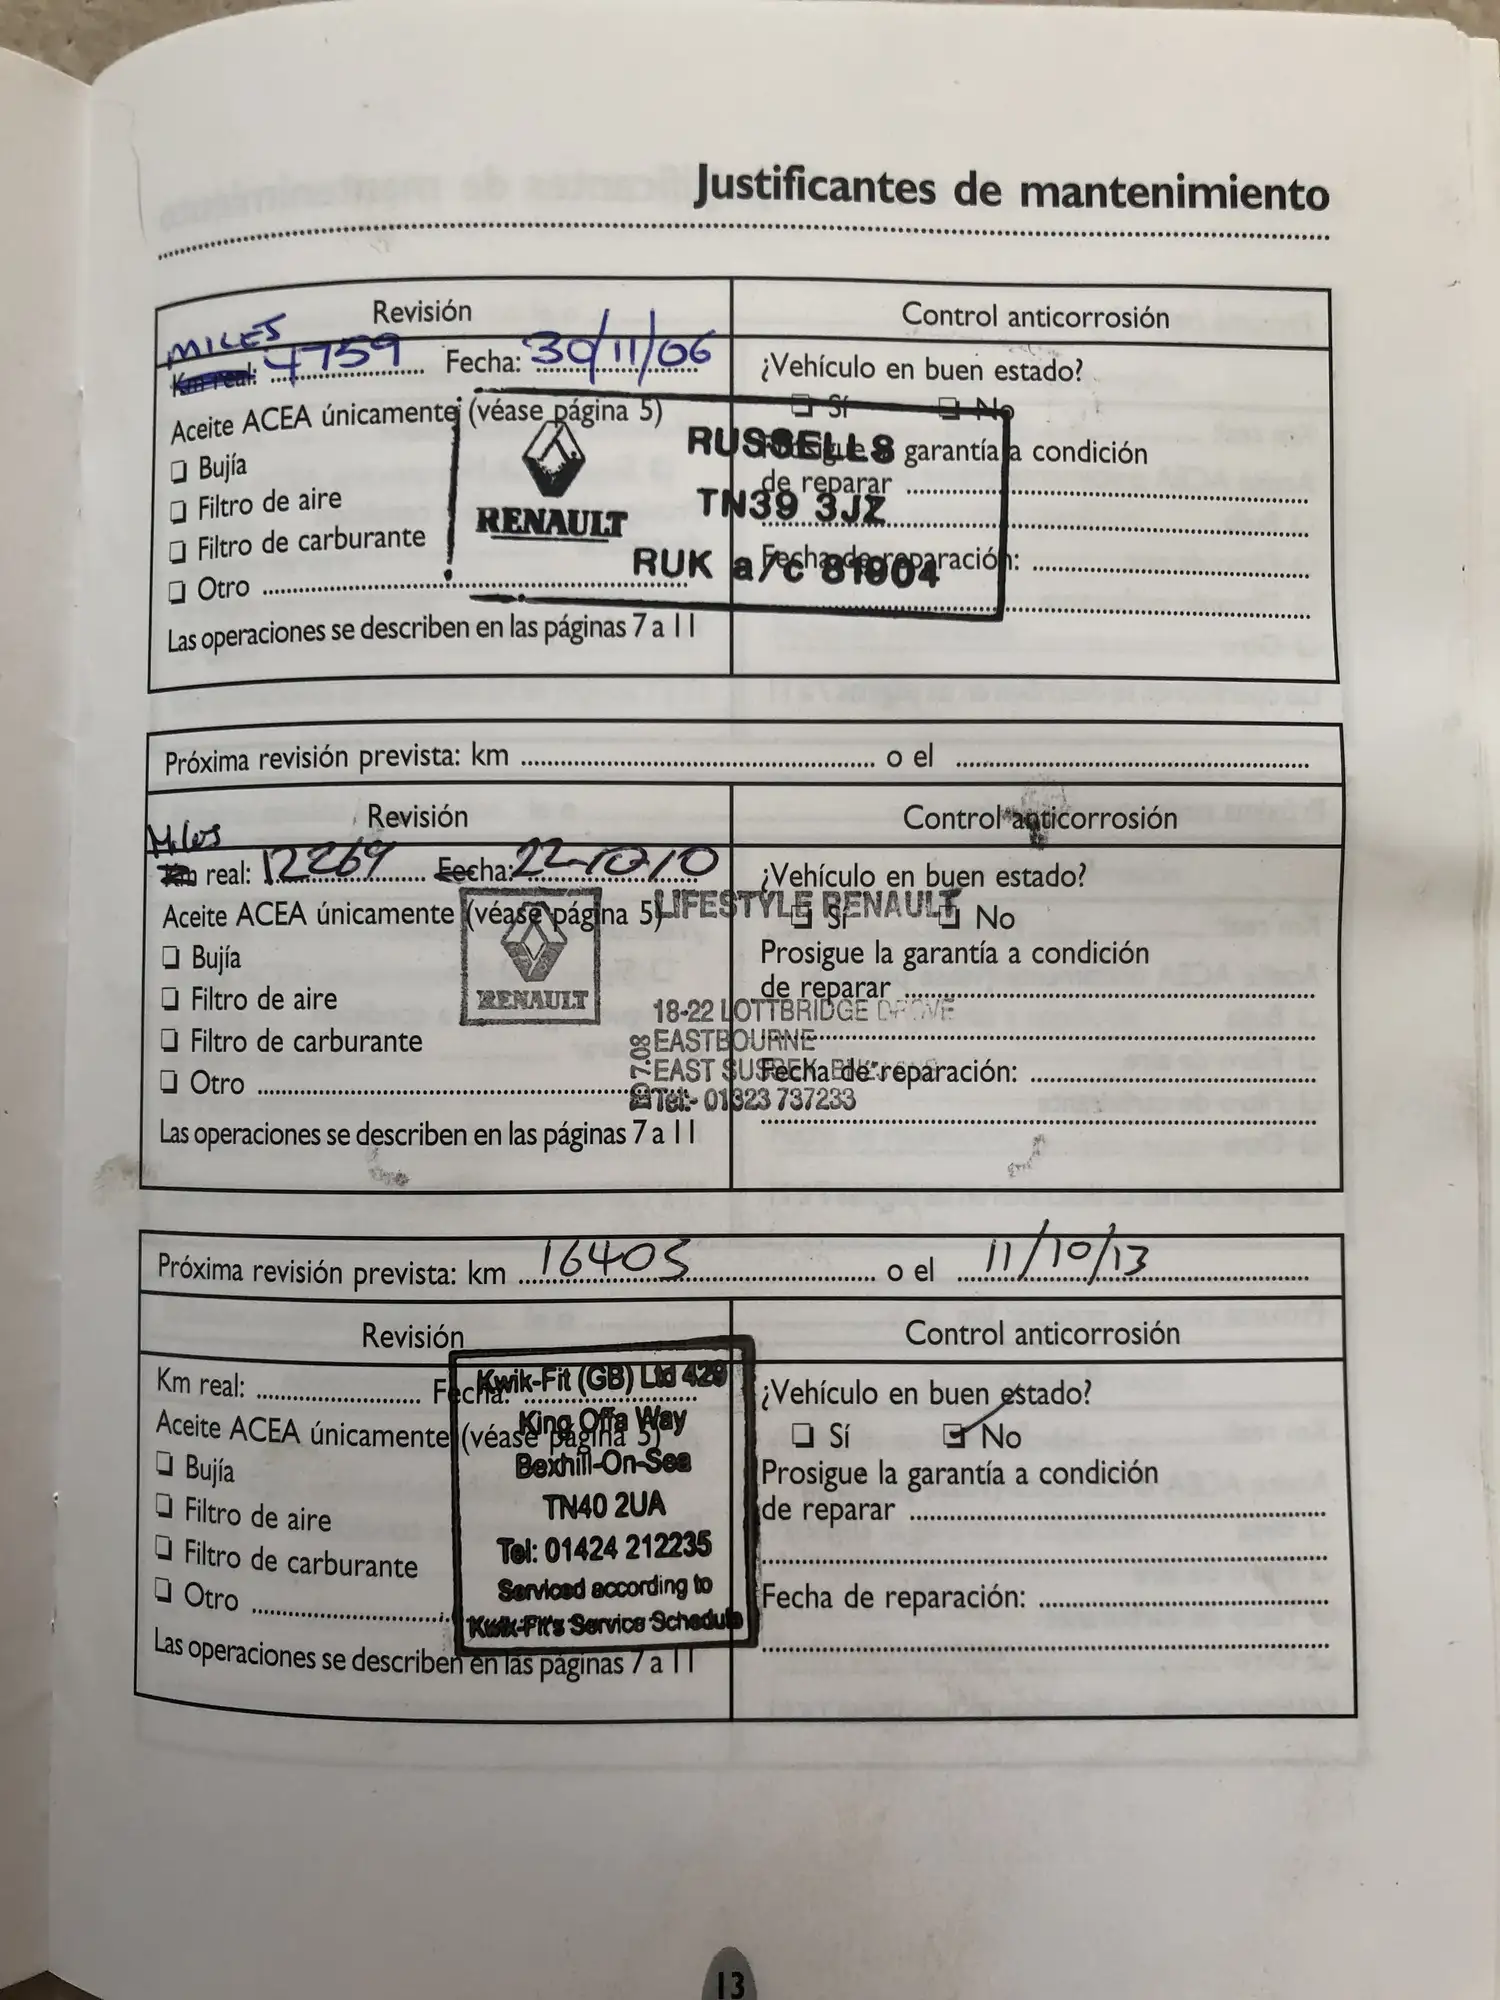 Justificantes de mantenimiento
Revisión
Control anticorrosión
MILES
Km real: 4759 Fecha: 30/11/06
¿Vehículo en buen estado?
❏ Sí ❏ No
Aceite ACEA únicamente (véase página 5)
❏ Bujía
❏ Filtro de aire
❏ Filtro de carburante
❏ Otro
Las operaciones se describen en las páginas 7 a 11
RENAULT
RUSSELLS
TN39 3JZ
RUK a/c 81904
garantía a condición
de reparar
Fecha de reparación:
Próxima revisión prevista: km o el
Revisión
Control anticorrosión
Miles
Km real: 12269 Fecha: 22-10-10
Aceite ACEA únicamente (véase página 5)
❏ Bujía
❏ Filtro de aire
❏ Filtro de carburante
❏ Otro
Las operaciones se describen en las páginas 7 a 11
RENAULT
LIFESTYLE RENAULT
18-22 LOTTBRIDGE DROVE
EASTBOURNE
EAST SUSSEX
Tel:- 01323 737233
¿Vehículo en buen estado?
❏ Sí ❏ No
Prosigue la garantía a condición
de reparar
Fecha de reparación:
Próxima revisión prevista: km 16405 o el 11/10/13
Revisión
Control anticorrosión
Km real: Fecha:
Aceite ACEA únicamente (véase página 5)
❏ Bujía
❏ Filtro de aire
❏ Filtro de carburante
❏ Otro
Las operaciones se describen en las páginas 7 a 11
Kwik-Fit (GB) Ltd 429
King Offa Way
Bexhill-On-Sea
TN40 2UA
Tel: 01424 212235
Serviced according to
Kwik-Fit's Service Schedule
¿Vehículo en buen estado?
❏ Sí ☑ No
Prosigue la garantía a condición
de reparar
Fecha de reparación:
13